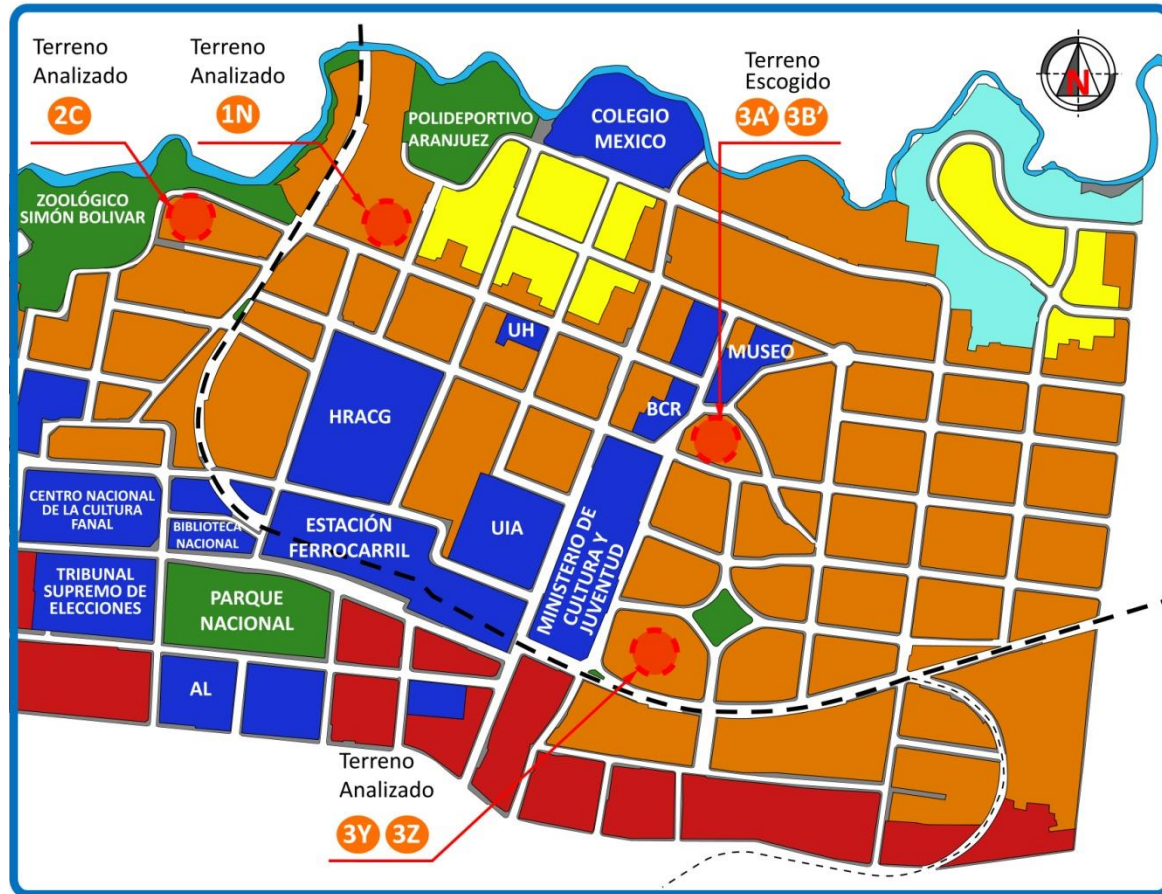 Terreno
Analizado
2C
Terreno
Analizado
1N
Terreno
Escogido
3A' 3B'
N
POLIDEPORTIVO
ARANJUEZ
COLEGIO
MEXICO
ZOOLÓGICO
SIMÓN BOLIVAR
UH
MUSEO
BCR
HRACG
CENTRO NACIONAL
DE LA CULTURA
FANAL
BIBLIOTECA
NACIONAL
ESTACIÓN
FERROCARRIL
UIA
MINISTERIO DE
CULTURA Y
JUVENTUD
TRIBUNAL
SUPREMO DE
ELECCIONES
PARQUE
NACIONAL
AL
Terreno
Analizado
3Y 3Z